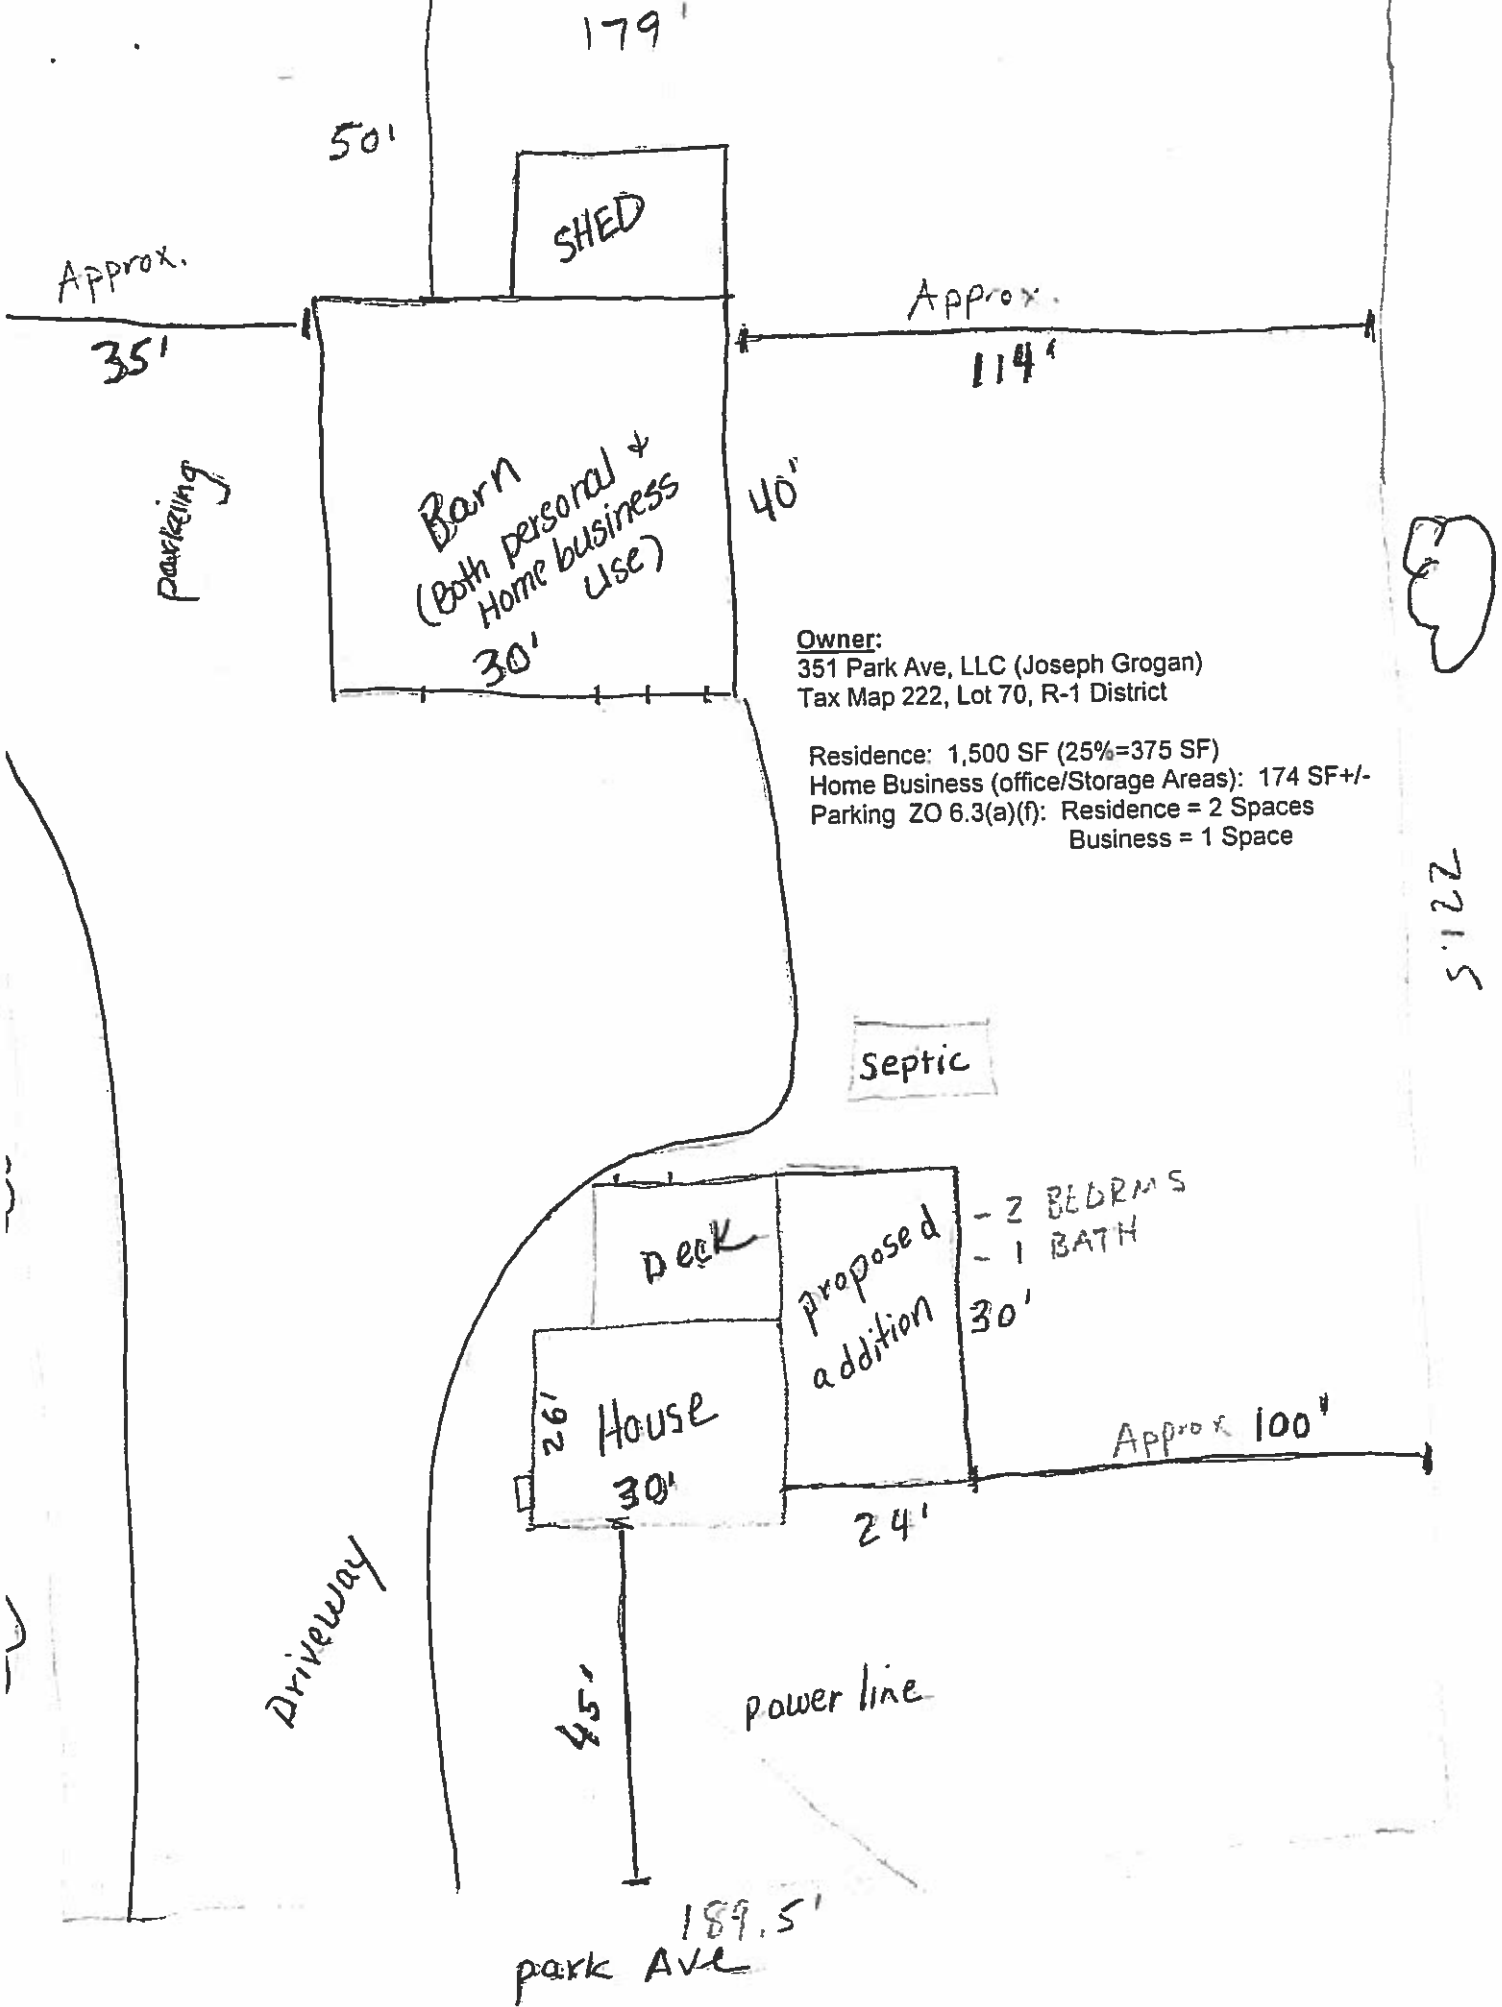 179'
50'
SHED
Approx.
35'
Approx.
114'
parking
Barn
(Both personal +
Home business
use)
30'
40'
Owner:
351 Park Ave, LLC (Joseph Grogan)
Tax Map 222, Lot 70, R-1 District
Residence: 1,500 SF (25%=375 SF)
Home Business (office/Storage Areas): 174 SF+/-
Parking ZO 6.3(a)(f): Residence = 2 Spaces
Business = 1 Space
221.5
Septic
Deck
proposed
addition
- 2 BEDRMS
- 1 BATH
30'
26'
House
30'
Approx 100'
24'
Driveway
45'
power line
189.5'
park Ave